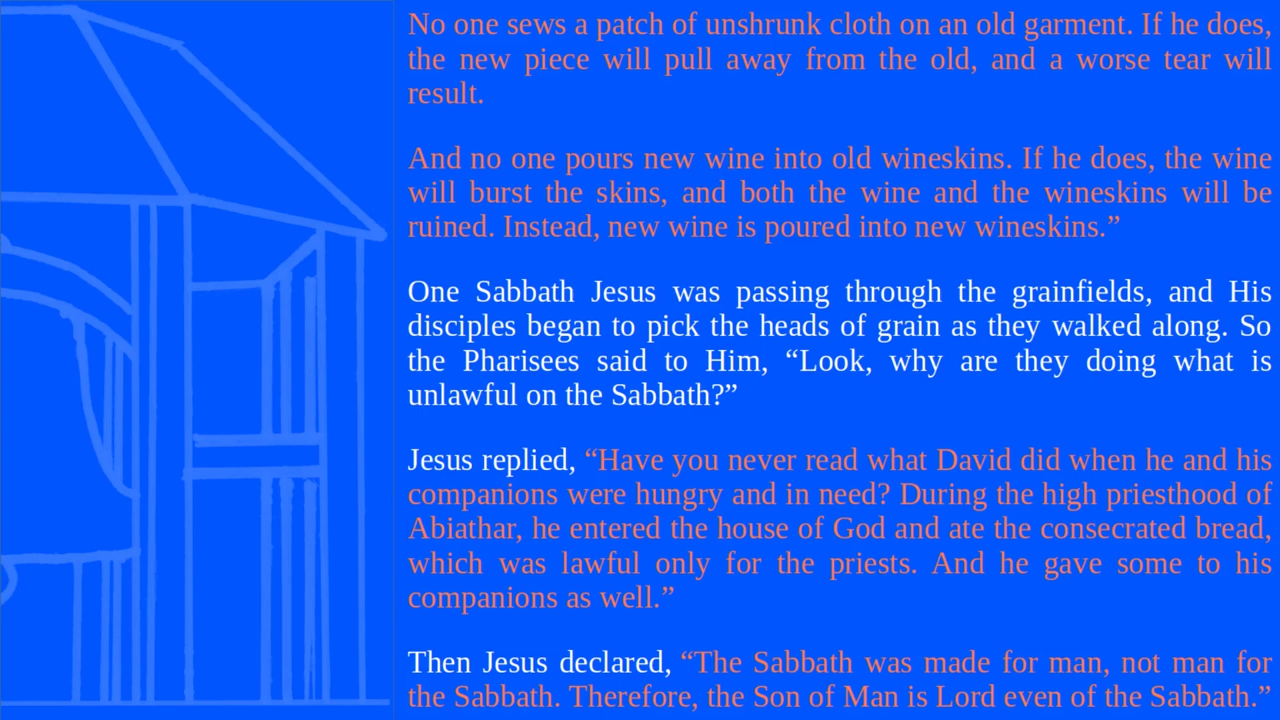 No one sews a patch of unshrunk cloth on an old garment. If he does,
the new piece will pull away from the old, and a worse tear will
result.
And no one pours new wine into old wineskins. If he does, the wine
will burst the skins, and both the wine and the wineskins will be
ruined. Instead, new wine is poured into new wineskins.”
One Sabbath Jesus was passing through the grainfields, and His
disciples began to pick the heads of grain as they walked along. So
the Pharisees said to Him, “Look, why are they doing what is
unlawful on the Sabbath?”
Jesus replied, “Have you never read what David did when he and his
companions were hungry and in need? During the high priesthood of
Abiathar, he entered the house of God and ate the consecrated bread,
which was lawful only for the priests. And he gave some to his
companions as well.”
Then Jesus declared, “The Sabbath was made for man, not man for
the Sabbath. Therefore, the Son of Man is Lord even of the Sabbath.”